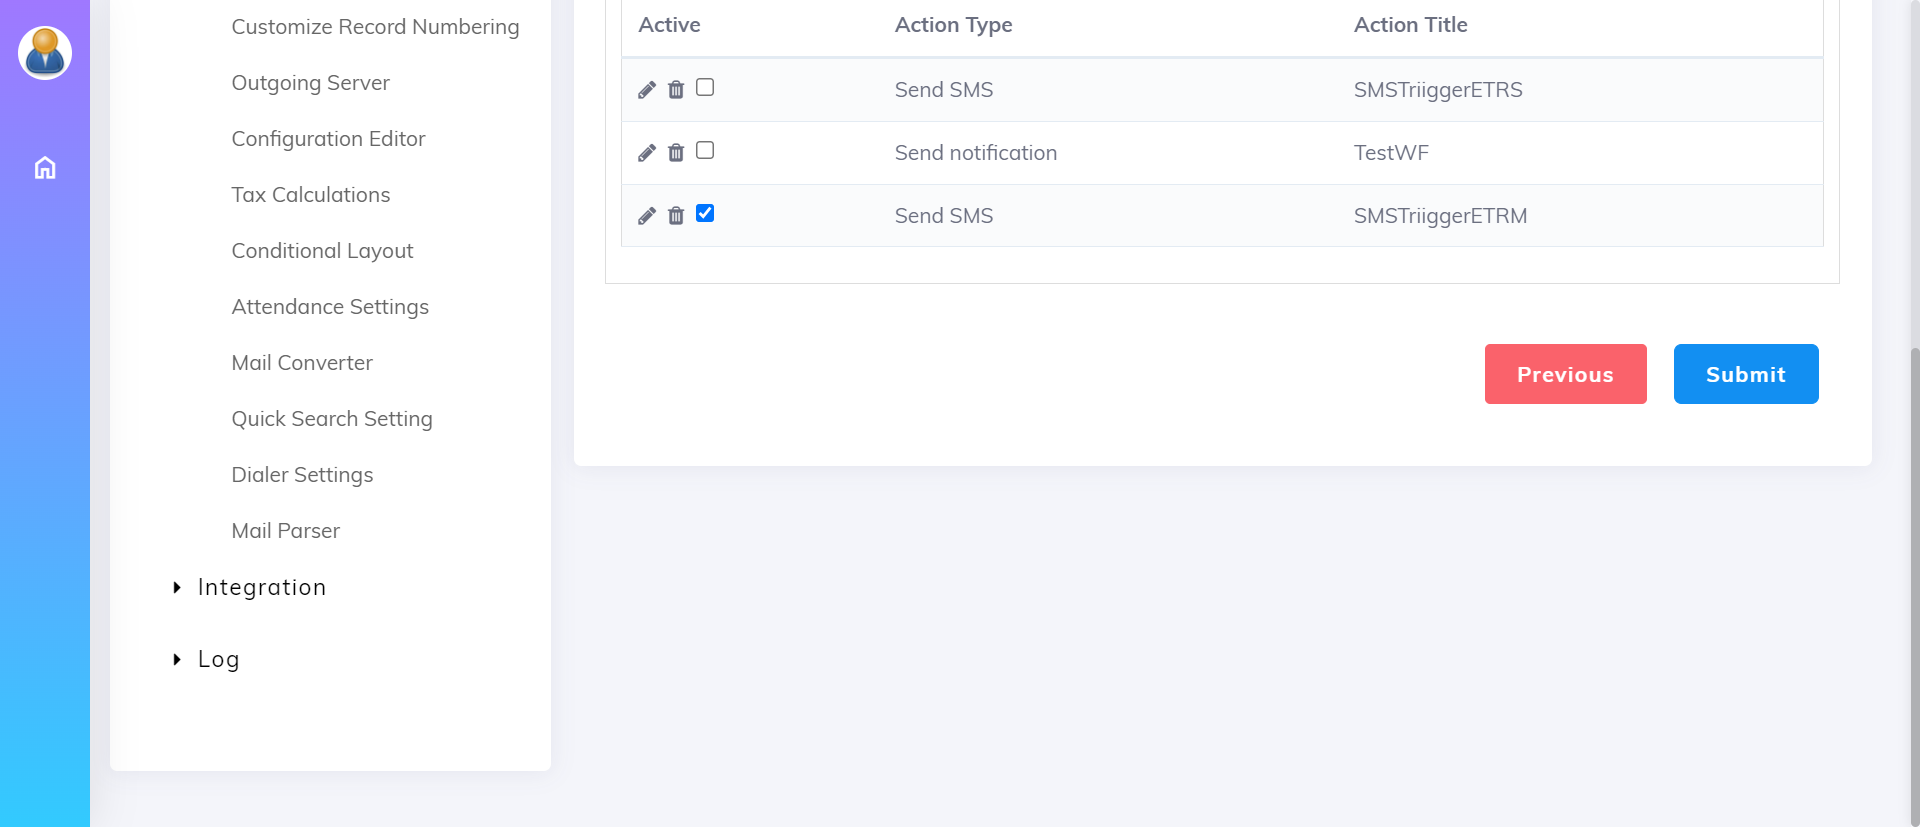 Customize Record Numbering
Outgoing Server
Configuration Editor
Tax Calculations
Conditional Layout
Attendance Settings
Mail Converter
Quick Search Setting
Dialer Settings
Mail Parser
Integration
Log
Active Action Type Action Title
Send SMS SMSTriiggerETRS
Send notification TestWF
Send SMS SMSTriiggerETRM
Previous Submit